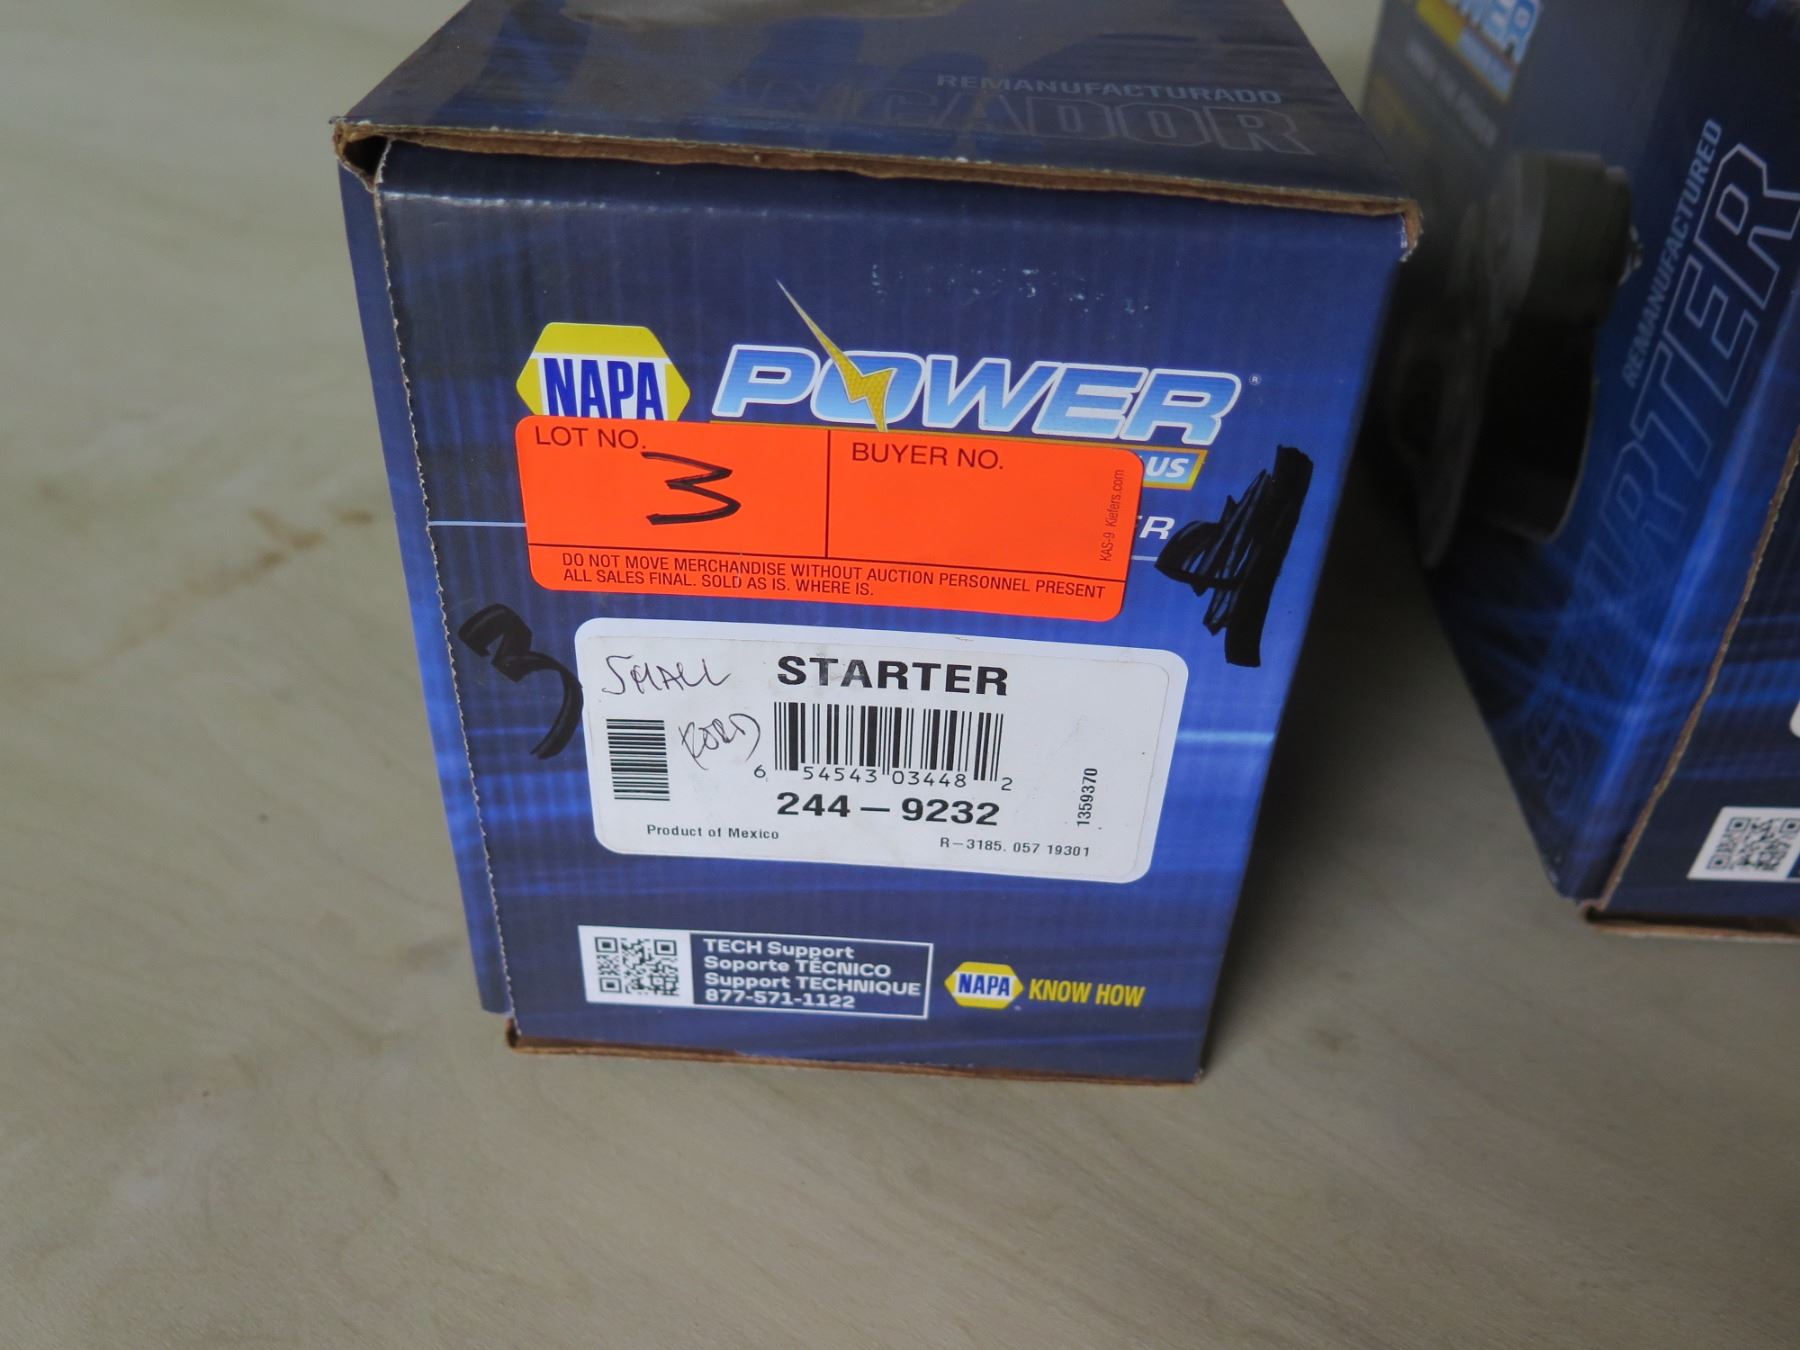 REMANUFACTURADO
NCADOR
NAPA
POWER
®
US
LOT NO.
3
BUYER NO.
KAS-9 Kiefers.com
R
DO NOT MOVE MERCHANDISE WITHOUT AUCTION PERSONNEL PRESENT
ALL SALES FINAL. SOLD AS IS. WHERE IS.
3
SMALL
STARTER
FORD
6 54543 03448 2
244-9232
1359370
Product of Mexico
R-3185. 057 19301
TECH Support
Soporte TÉCNICO
Support TECHNIQUE
877-571-1122
NAPA KNOW HOW
REMANUFACTURED
STARTER